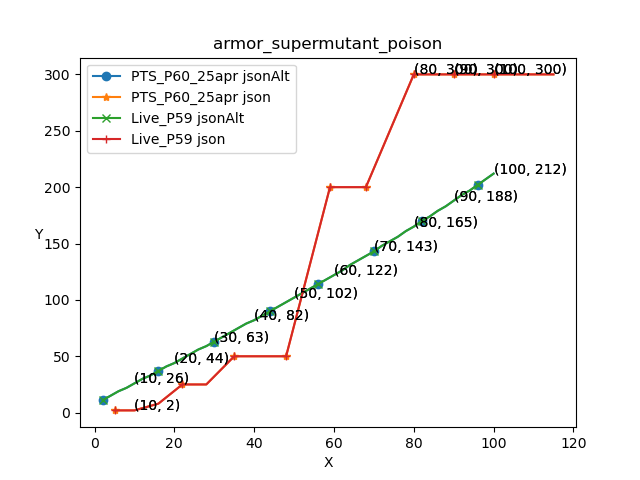 armor_supermutant_poison
PTS_P60_25apr jsonAlt
PTS_P60_25apr json
Live_P59 jsonAlt
Live_P59 json
Y
300
250
200
150
100
50
0
(80, 300)
(90, 300)
(100, 300)
(100, 212)
(90, 188)
(80, 165)
(70, 143)
(60, 122)
(50, 102)
(40, 82)
(30, 63)
(20, 44)
(10, 26)
(10, 2)
0 20 40 60 80 100 120
X